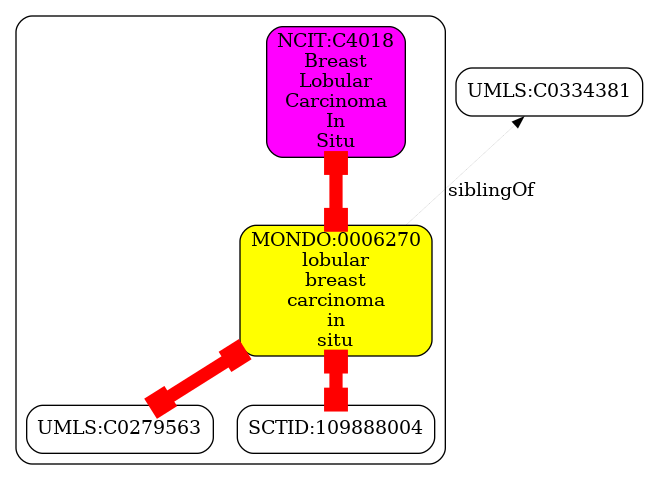 NCIT:C4018
Breast
Lobular
Carcinoma
In
Situ
UMLS:C0334381
siblingOf
MONDO:0006270
lobular
breast
carcinoma
in
situ
UMLS:C0279563
SCTID:109888004